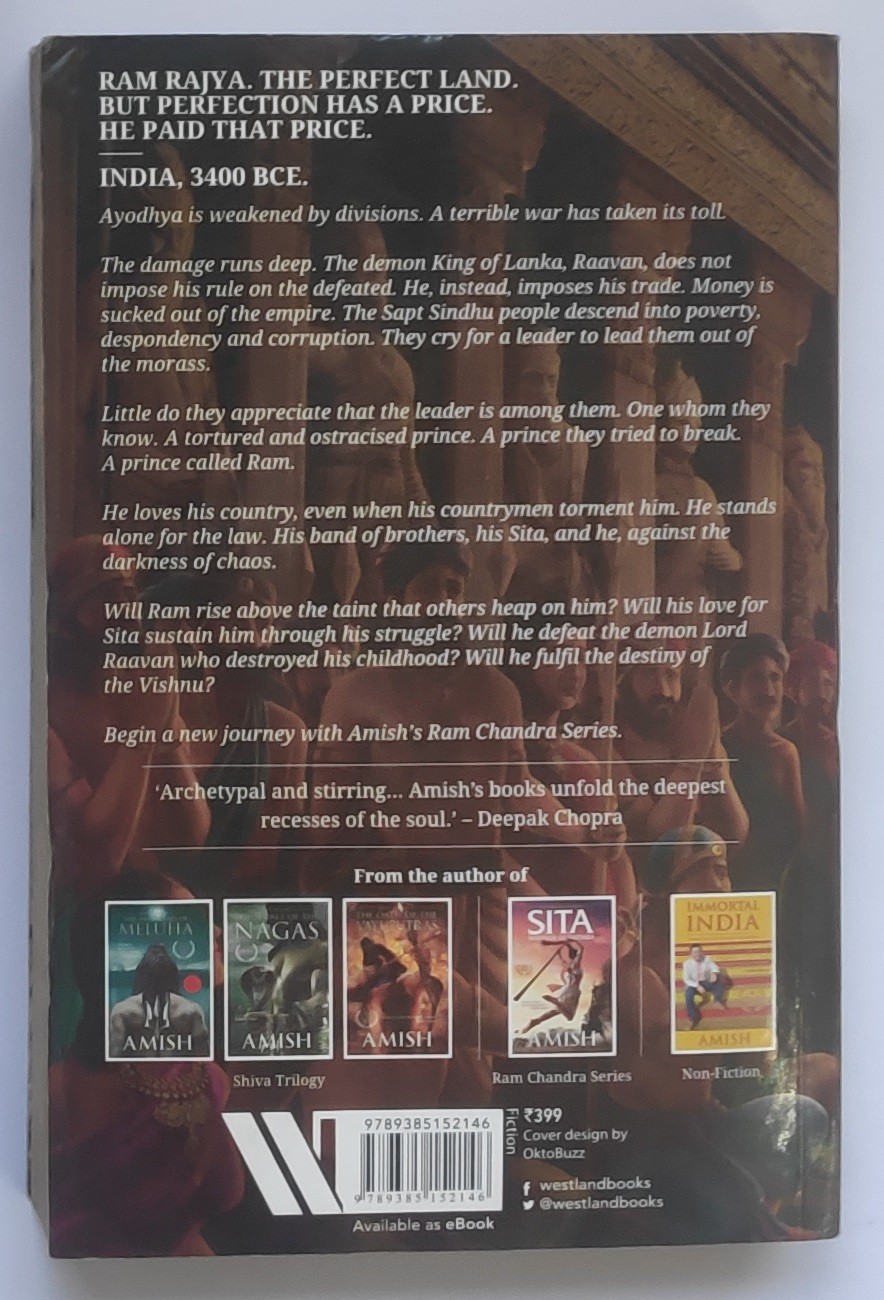 RAM RAJYA. THE PERFECT LAND.
BUT PERFECTION HAS A PRICE.
HE PAID THAT PRICE.
INDIA, 3400 BCE.
Ayodhya is weakened by divisions. A terrible war has taken its toll.
The damage runs deep. The demon King of Lanka, Raavan, does not
impose his rule on the defeated. He, instead, imposes his trade. Money is
sucked out of the empire. The Sapt Sindhu people descend into poverty,
despondency and corruption. They cry for a leader to lead them out of
the morass.
Little do they appreciate that the leader is among them. One whom they
know. A tortured and ostracised prince. A prince they tried to break.
A prince called Ram.
He loves his country, even when his countrymen torment him. He stands
alone for the law. His band of brothers, his Sita, and he, against the
darkness of chaos.
Will Ram rise above the taint that others heap on him? Will his love for
Sita sustain him through his struggle? Will he defeat the demon Lord
Raavan who destroyed his childhood? Will he fulfil the destiny of
the Vishnu?
Begin a new journey with Amish's Ram Chandra Series.
'Archetypal and stirring... Amish's books unfold the deepest
recesses of the soul.' – Deepak Chopra
From the author of
MELUHA
AMISH
NAGAS
AMISH
THE OATH OF THE
VAYUPUTRAS
AMISH
SITA
AMISH
IMMORTAL
INDIA
AMISH
Shiva Trilogy
Ram Chandra Series
Non-Fiction
9789385152146
9 789385 152146
Available as eBook
Fiction
₹399
Cover design by
OktoBuzz
westlandbooks
@westlandbooks